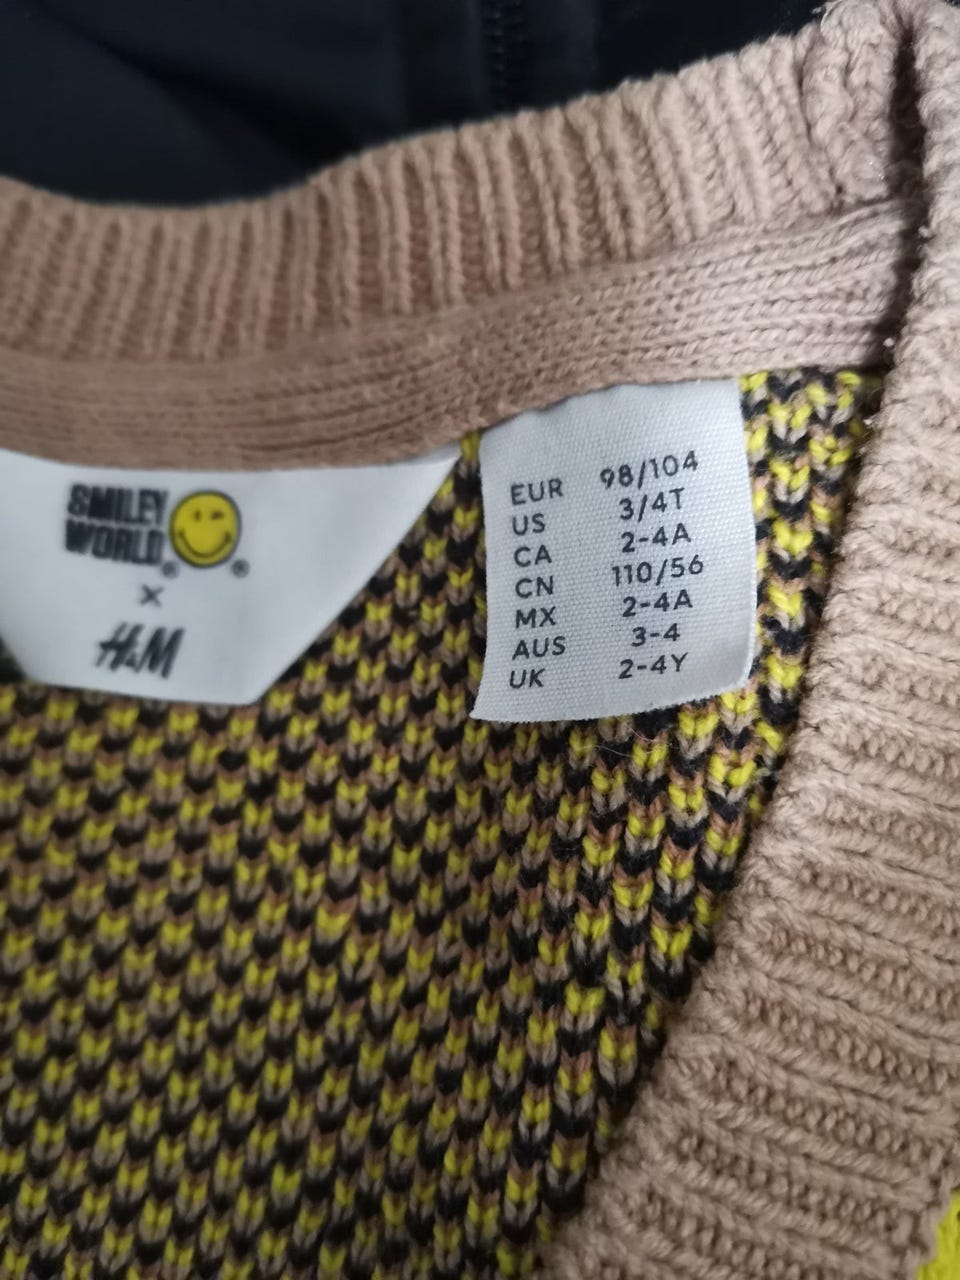 SMILEY
WORLD®
®
×
H&M
EUR 98/104
US 3/4T
CA 2-4A
CN 110/56
MX 2-4A
AUS 3-4
UK 2-4Y